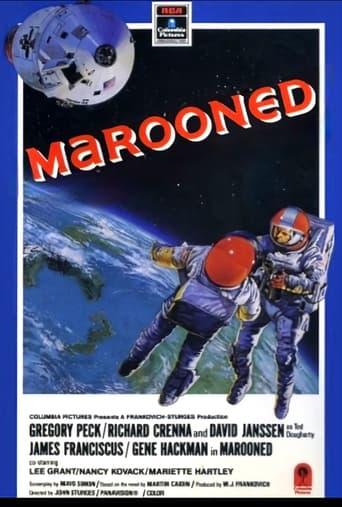 RCA
Columbia
Pictures
MAROONED
COLUMBIA PICTURES Presents A FRANKOVICH-STURGES Production
GREGORY PECK/RICHARD CRENNA and DAVID JANSSEN as Ted Dougherty
JAMES FRANCISCUS/GENE HACKMAN in MAROONED
co-starring
LEE GRANT/NANCY KOVACK/MARIETTE HARTLEY
Screenplay by MAYO SIMON / Based on the novel by MARTIN CAIDIN / Produced by M.J. FRANKOVICH
Directed by JOHN STURGES / PANAVISION® / COLOR
Columbia
Pictures